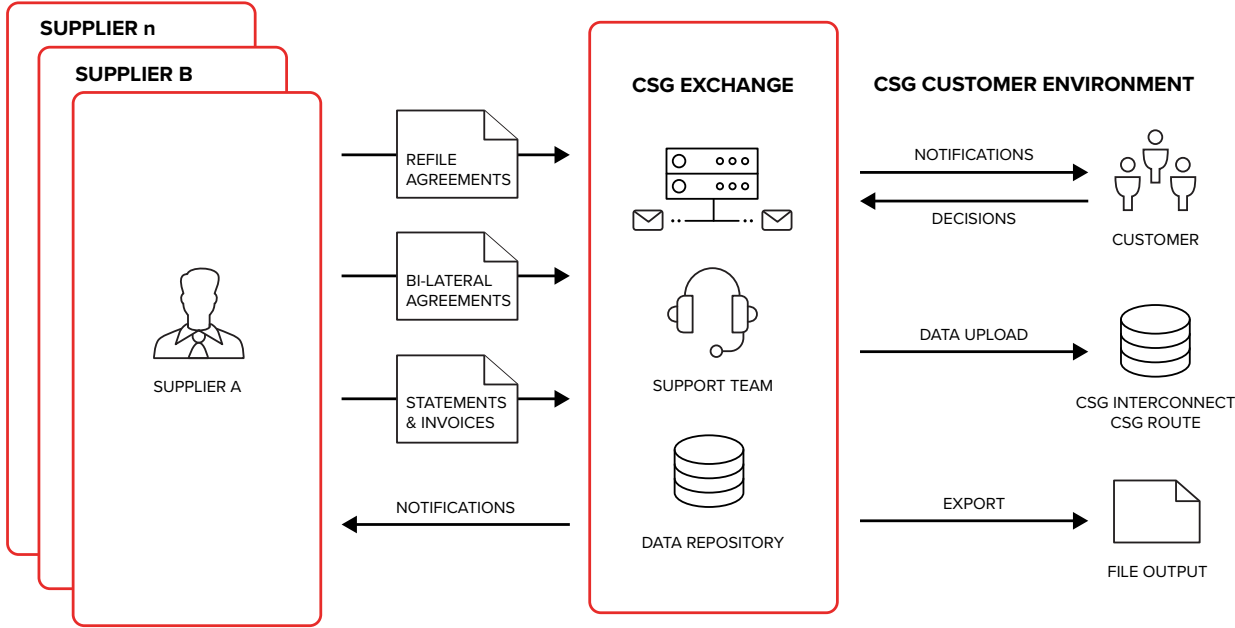 SUPPLIER n
SUPPLIER B
SUPPLIER A
REFILE
AGREEMENTS
BI-LATERAL
AGREEMENTS
STATEMENTS
& INVOICES
NOTIFICATIONS
CSG EXCHANGE
SUPPORT TEAM
DATA REPOSITORY
CSG CUSTOMER ENVIRONMENT
NOTIFICATIONS
DECISIONS
CUSTOMER
DATA UPLOAD
CSG INTERCONNECT
CSG ROUTE
EXPORT
FILE OUTPUT